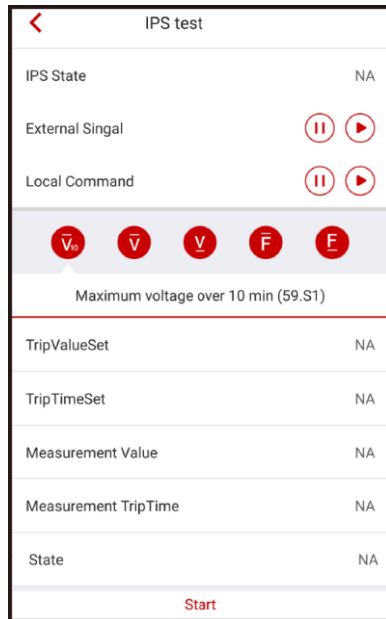 IPS test
IPS State NA
External Singal
Local Command
V̅₁₀ V̅ V̲ F̅ F̲
Maximum voltage over 10 min (59.S1)
TripValueSet NA
TripTimeSet NA
Measurement Value NA
Measurement TripTime NA
State NA
Start